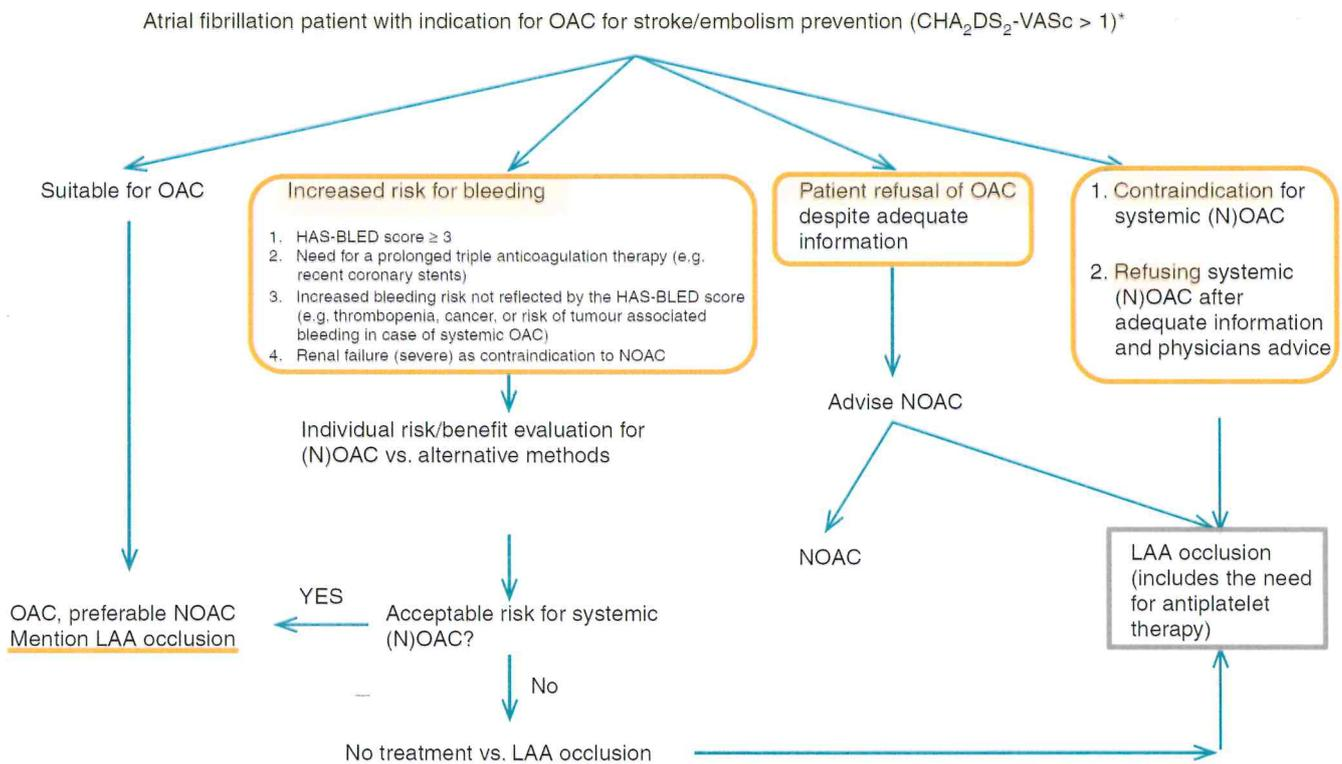 Atrial fibrillation patient with indication for OAC for stroke/embolism prevention (CHA₂DS₂-VASc > 1)*
Suitable for OAC
Increased risk for bleeding
1. HAS-BLED score ≥ 3
2. Need for a prolonged triple anticoagulation therapy (e.g.
recent coronary stents)
3. Increased bleeding risk not reflected by the HAS-BLED score
(e.g. thrombopenia, cancer, or risk of tumour associated
bleeding in case of systemic OAC)
4. Renal failure (severe) as contraindication to NOAC
Patient refusal of OAC
despite adequate
information
1. Contraindication for
systemic (N)OAC
2. Refusing systemic
(N)OAC after
adequate information
and physicians advice
Individual risk/benefit evaluation for
(N)OAC vs. alternative methods
Advise NOAC
NOAC
LAA occlusion
(includes the need
for antiplatelet
therapy)
OAC, preferable NOAC
Mention LAA occlusion
YES
Acceptable risk for systemic
(N)OAC?
No
No treatment vs. LAA occlusion